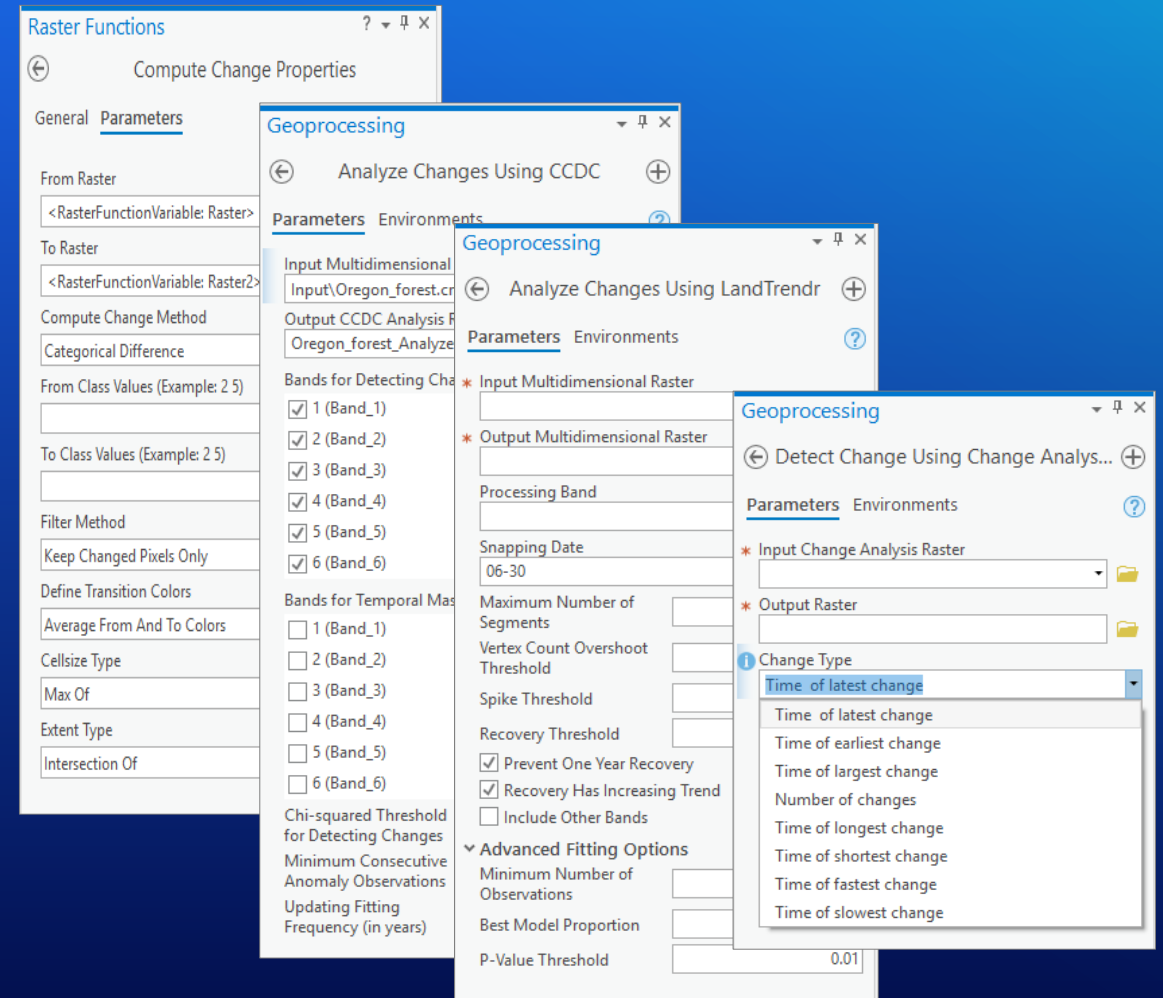 Raster Functions
Compute Change Properties
General Parameters
From Raster
<RasterFunctionVariable: Raster>
To Raster
<RasterFunctionVariable: Raster2>
Compute Change Method
Categorical Difference
From Class Values (Example: 2 5)
To Class Values (Example: 2 5)
Filter Method
Keep Changed Pixels Only
Define Transition Colors
Average From And To Colors
Cellsize Type
Max Of
Extent Type
Intersection Of
Geoprocessing
Analyze Changes Using CCDC
Parameters Environments
Input Multidimensional
Input\Oregon_forest.cr
Output CCDC Analysis R
Oregon_forest_Analyze
Bands for Detecting Cha
1 (Band_1)
2 (Band_2)
3 (Band_3)
4 (Band_4)
5 (Band_5)
6 (Band_6)
Bands for Temporal Mas
1 (Band_1)
2 (Band_2)
3 (Band_3)
4 (Band_4)
5 (Band_5)
6 (Band_6)
Chi-squared Threshold
for Detecting Changes
Minimum Consecutive
Anomaly Observations
Updating Fitting
Frequency (in years)
Geoprocessing
Analyze Changes Using LandTrendr
Parameters Environments
* Input Multidimensional Raster
* Output Multidimensional Raster
Processing Band
Snapping Date
06-30
Maximum Number of
Segments
Vertex Count Overshoot
Threshold
Spike Threshold
Recovery Threshold
Prevent One Year Recovery
Recovery Has Increasing Trend
Include Other Bands
Advanced Fitting Options
Minimum Number of
Observations
Best Model Proportion
P-Value Threshold
0.01
Geoprocessing
Detect Change Using Change Analys...
Parameters Environments
* Input Change Analysis Raster
* Output Raster
Change Type
Time of latest change
Time of latest change
Time of earliest change
Time of largest change
Number of changes
Time of longest change
Time of shortest change
Time of fastest change
Time of slowest change